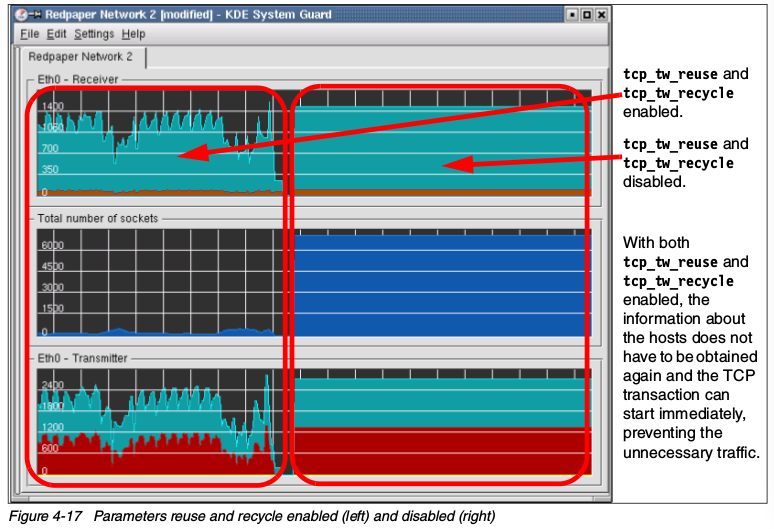 Redpaper Network 2 [modified] - KDE System Guard
File Edit Settings Help
Redpaper Network 2
Eth0 - Receiver
1400
1050
700
350
0
Total number of sockets
6000
4500
3000
1500
0
Eth0 - Transmitter
2400
1800
1200
600
0
tcp_tw_reuse and
tcp_tw_recycle
enabled.
tcp_tw_reuse and
tcp_tw_recycle
disabled.
With both
tcp_tw_reuse and
tcp_tw_recycle
enabled, the
information about
the hosts does not
have to be obtained
again and the TCP
transaction can
start immediately,
preventing the
unnecessary traffic.
Figure 4-17 Parameters reuse and recycle enabled (left) and disabled (right)